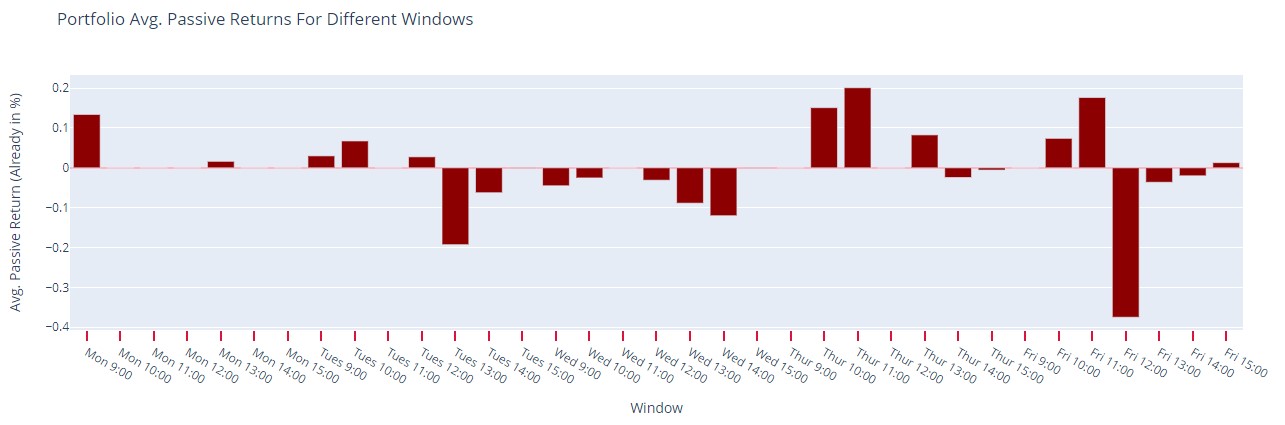 Portfolio Avg. Passive Returns For Different Windows
Avg. Passive Return (Already in %)
0.2
0.1
0
−0.1
−0.2
−0.3
−0.4
Mon 9:00
Mon 10:00
Mon 11:00
Mon 12:00
Mon 13:00
Mon 14:00
Mon 15:00
Tues 9:00
Tues 10:00
Tues 11:00
Tues 12:00
Tues 13:00
Tues 14:00
Tues 15:00
Wed 9:00
Wed 10:00
Wed 11:00
Wed 12:00
Wed 13:00
Wed 14:00
Wed 15:00
Thur 9:00
Thur 10:00
Thur 11:00
Thur 12:00
Thur 13:00
Thur 14:00
Thur 15:00
Fri 9:00
Fri 10:00
Fri 11:00
Fri 12:00
Fri 13:00
Fri 14:00
Fri 15:00
Window